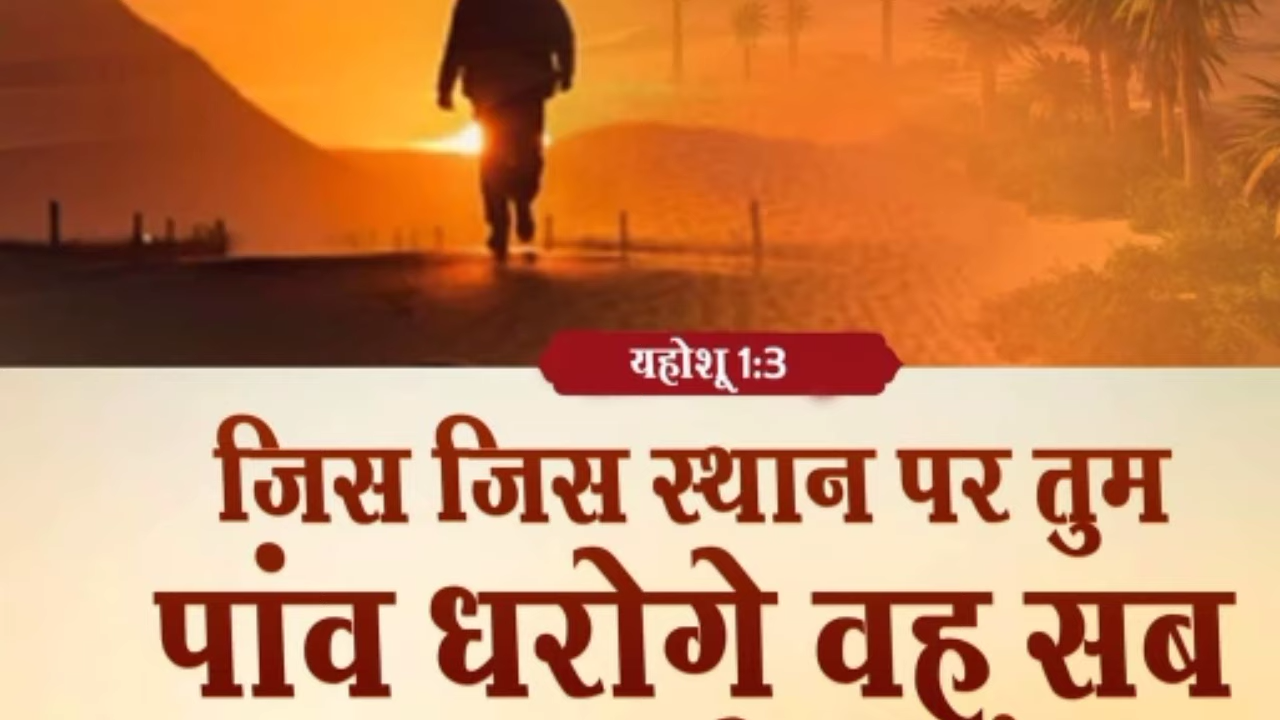 यहोशू 1:3
जिस जिस स्थान पर तुम
पांव धरोगे वह सब